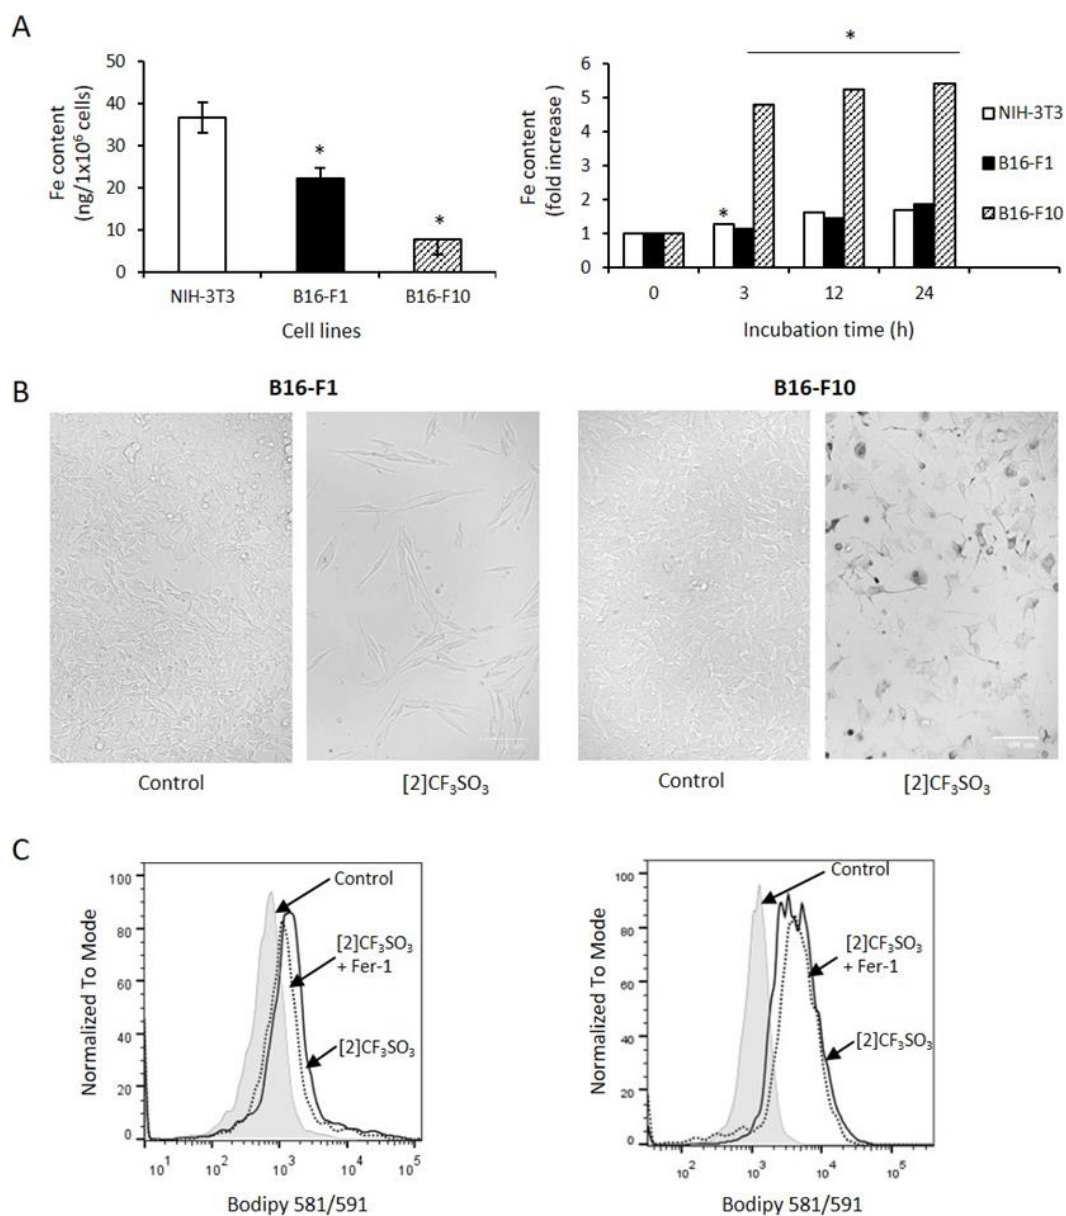 A
Fe content
(ng/1x10⁶ cells)
50
40
30
20
10
0
*
*
NIH-3T3 B16-F1 B16-F10
Cell lines
Fe content
(fold increase )
6
5
4
3
2
1
0
*
*
0 3 12 24
Incubation time (h)
NIH-3T3
B16-F1
B16-F10
B
B16-F1
B16-F10
Control
[2]CF₃SO₃
Control
[2]CF₃SO₃
C
Normalized To Mode
100
80
60
40
20
0
Control
[2]CF₃SO₃
+ Fer-1
[2]CF₃SO₃
10¹ 10² 10³ 10⁴ 10⁵
Bodipy 581/591
Normalized To Mode
100
80
60
40
20
0
Control
[2]CF₃SO₃
+ Fer-1
[2]CF₃SO₃
10² 10³ 10⁴ 10⁵
Bodipy 581/591